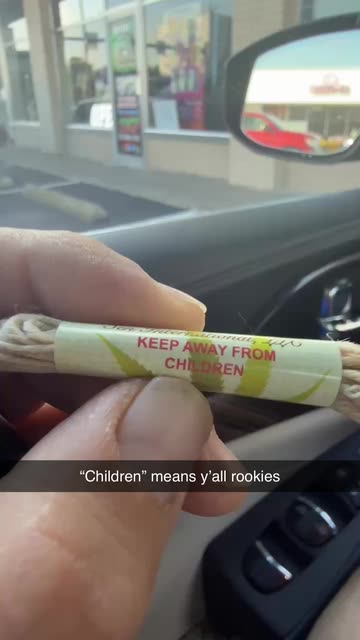 KEEP AWAY FROM
CHILDREN
“Children” means y’all rookies